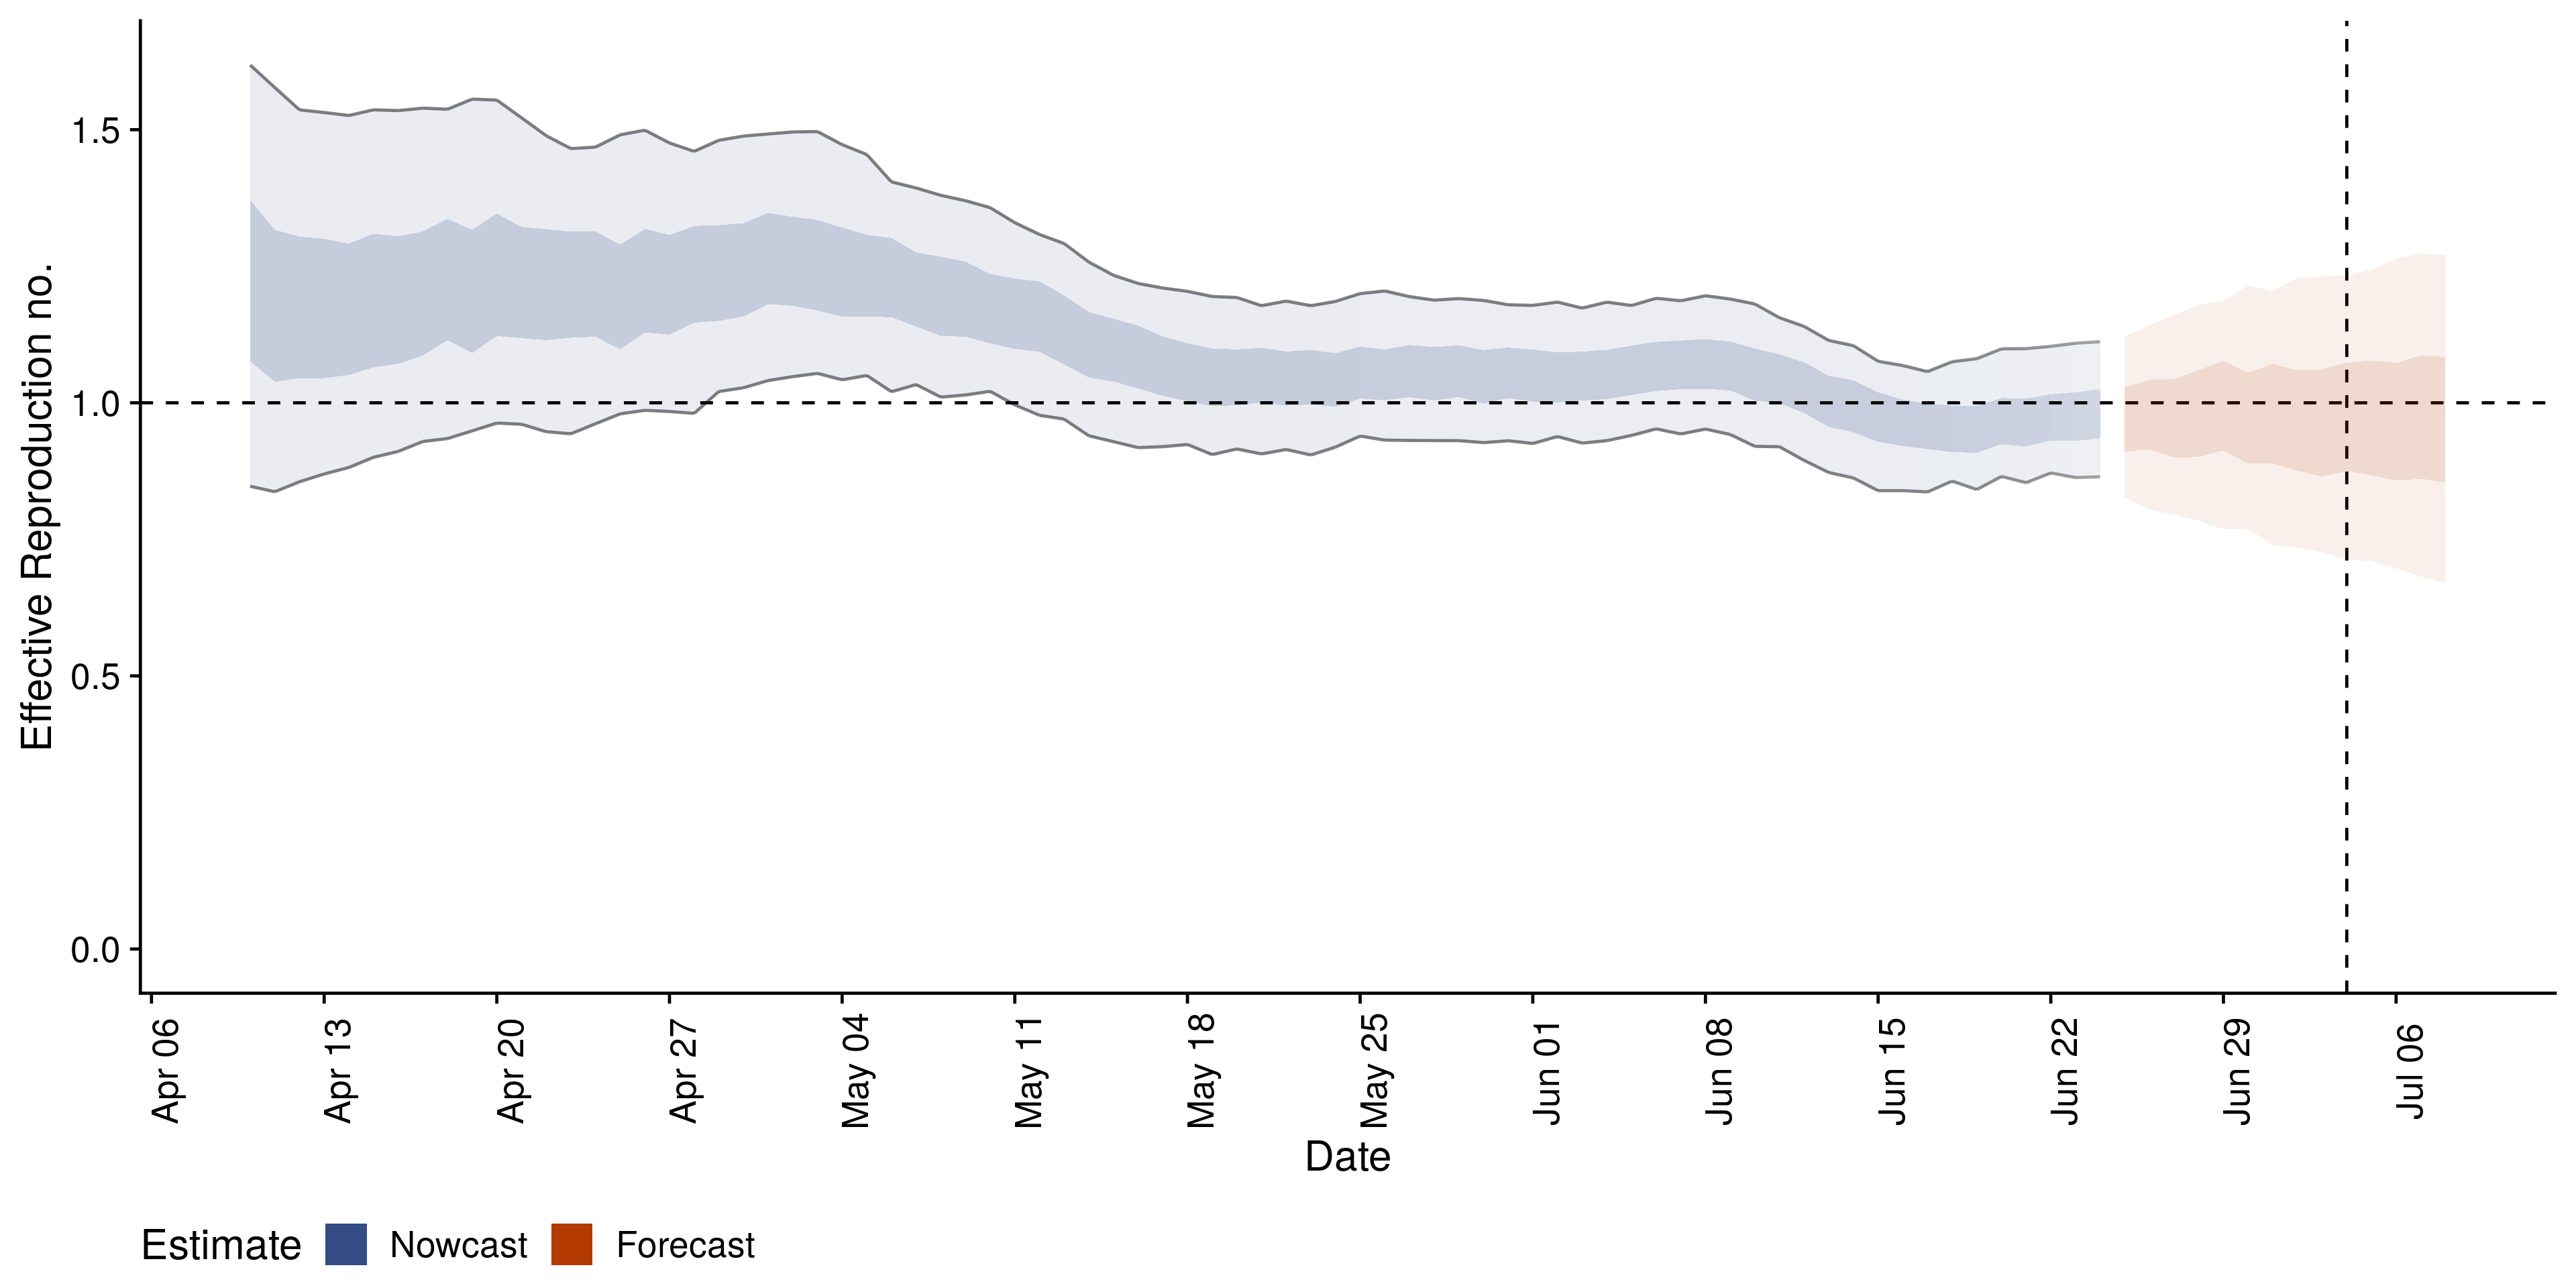 Effective Reproduction no.
1.5
1.0
0.5
0.0
Apr 06
Apr 13
Apr 20
Apr 27
May 04
May 11
May 18
May 25
Jun 01
Jun 08
Jun 15
Jun 22
Jun 29
Jul 06
Date
Estimate Nowcast Forecast